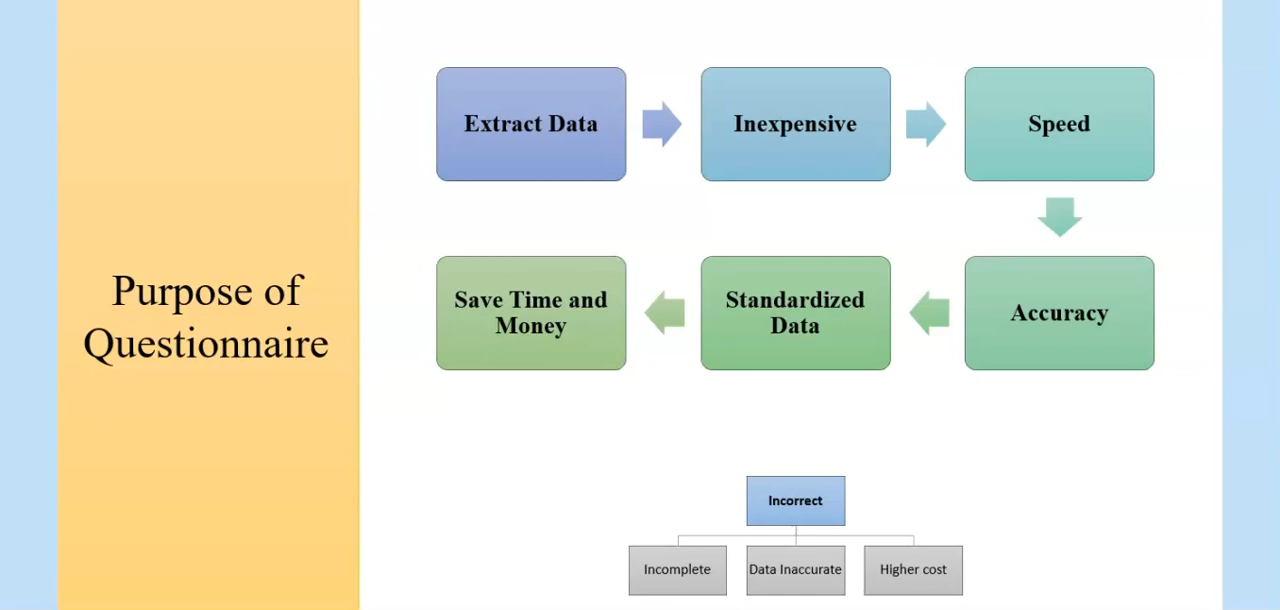 Purpose of
Questionnaire
Extract Data
Inexpensive
Speed
Accuracy
Standardized
Data
Save Time and
Money
Incorrect
Incomplete
Data Inaccurate
Higher cost